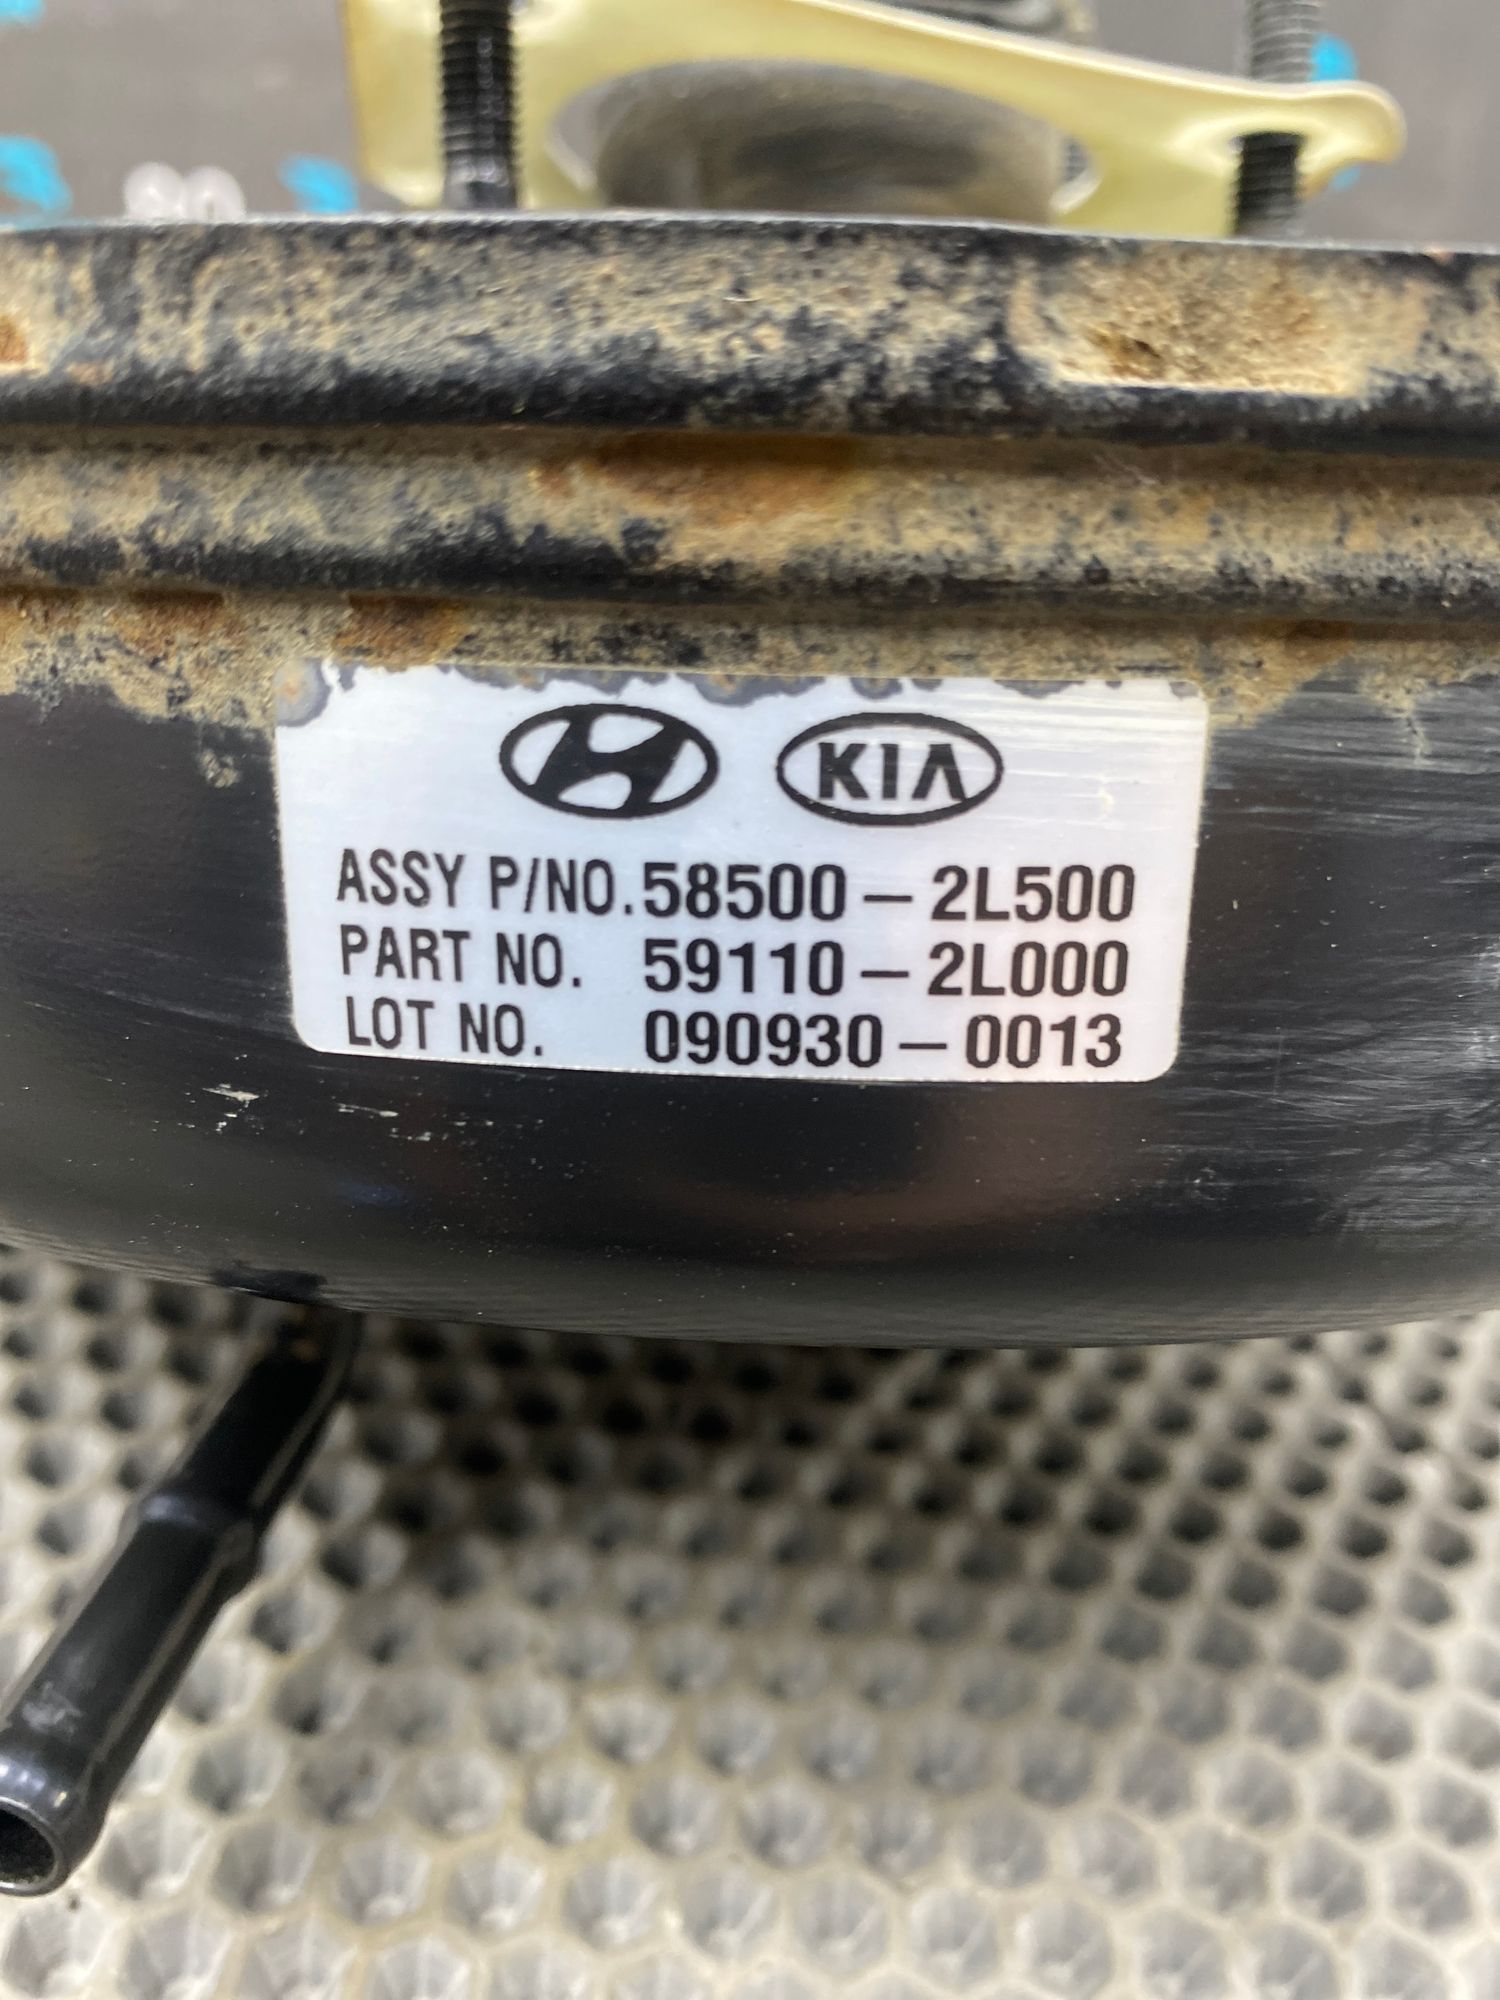 KIA
ASSY P/NO. 58500-2L500
PART NO. 59110-2L000
LOT NO. 090930-0013